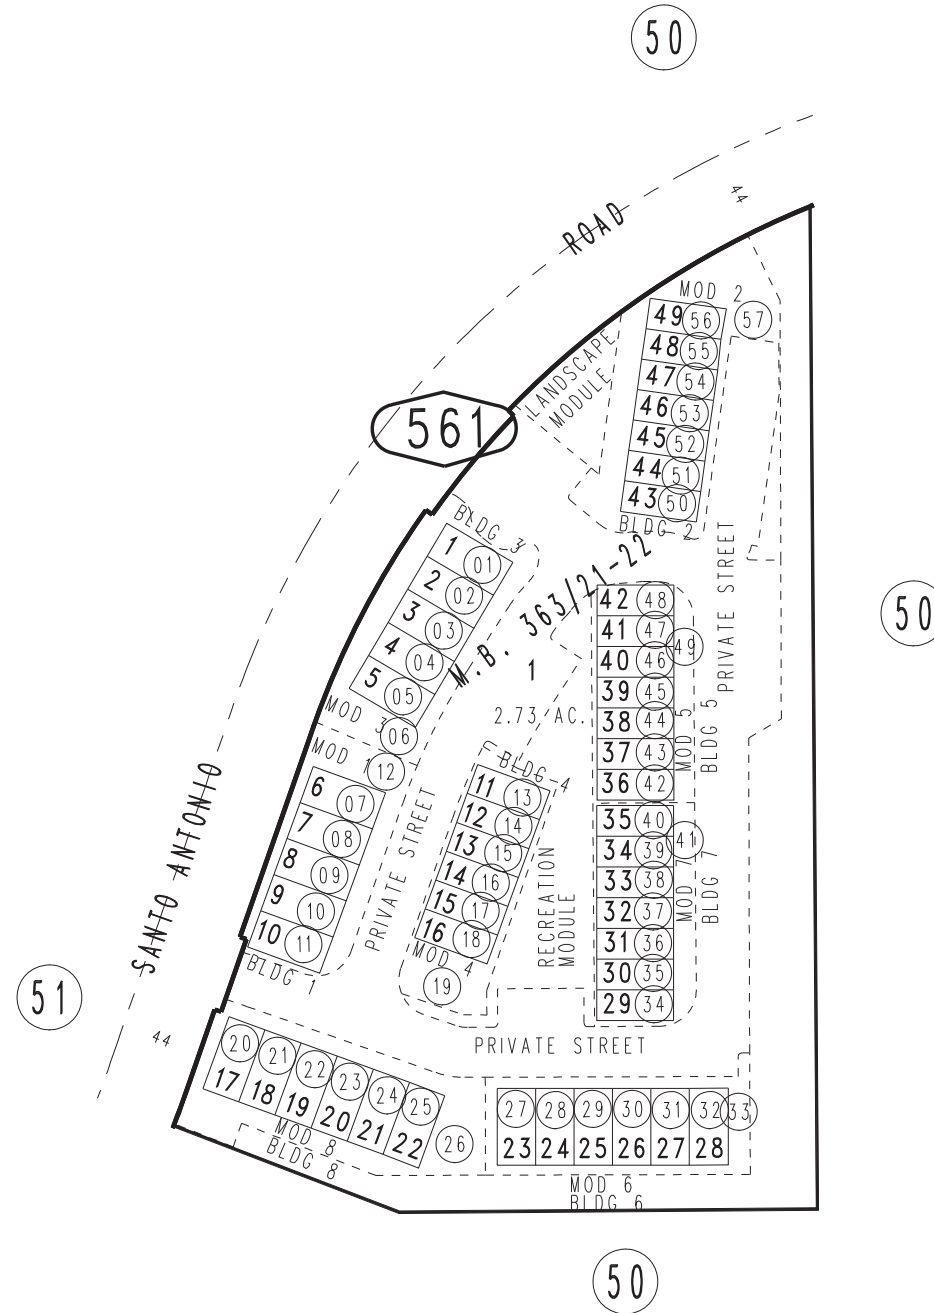 50
ROAD
44
MOD 2
49 56 57
48 55
47 54
46 53
45 52
44 51
43 50
BLDG 2
LANDSCAPE
MODULE
561
BLDG 3
1 01
2 02
3 03
4 04
5 05
MOD 3
06
M.B. 363/21-22
1
2.73 AC.
PRIVATE STREET
50
42 48
41 47
49
40 46
39 45
38 44
37 43
36 42
MOD 5
BLDG 5
35 40
41
34 39
33 38
32 37
31 36
30 35
29 34
MOD
BLDG 7
MOD 1
12
6 07
7 08
8 09
9 10
10 11
BLDG 1
PRIVATE STREET
BLDG 4
11 13
12 14
13 15
14 16
15 17
16 18
MOD 4
19
RECREATION
MODULE
SANTO ANTONIO
51
44
PRIVATE STREET
20 21 22 23 24 25
17 18 19 20 21 22
26
MOD 8
BLDG 8
27 28 29 30 31 32 33
23 24 25 26 27 28
MOD 6
BLDG 6
50